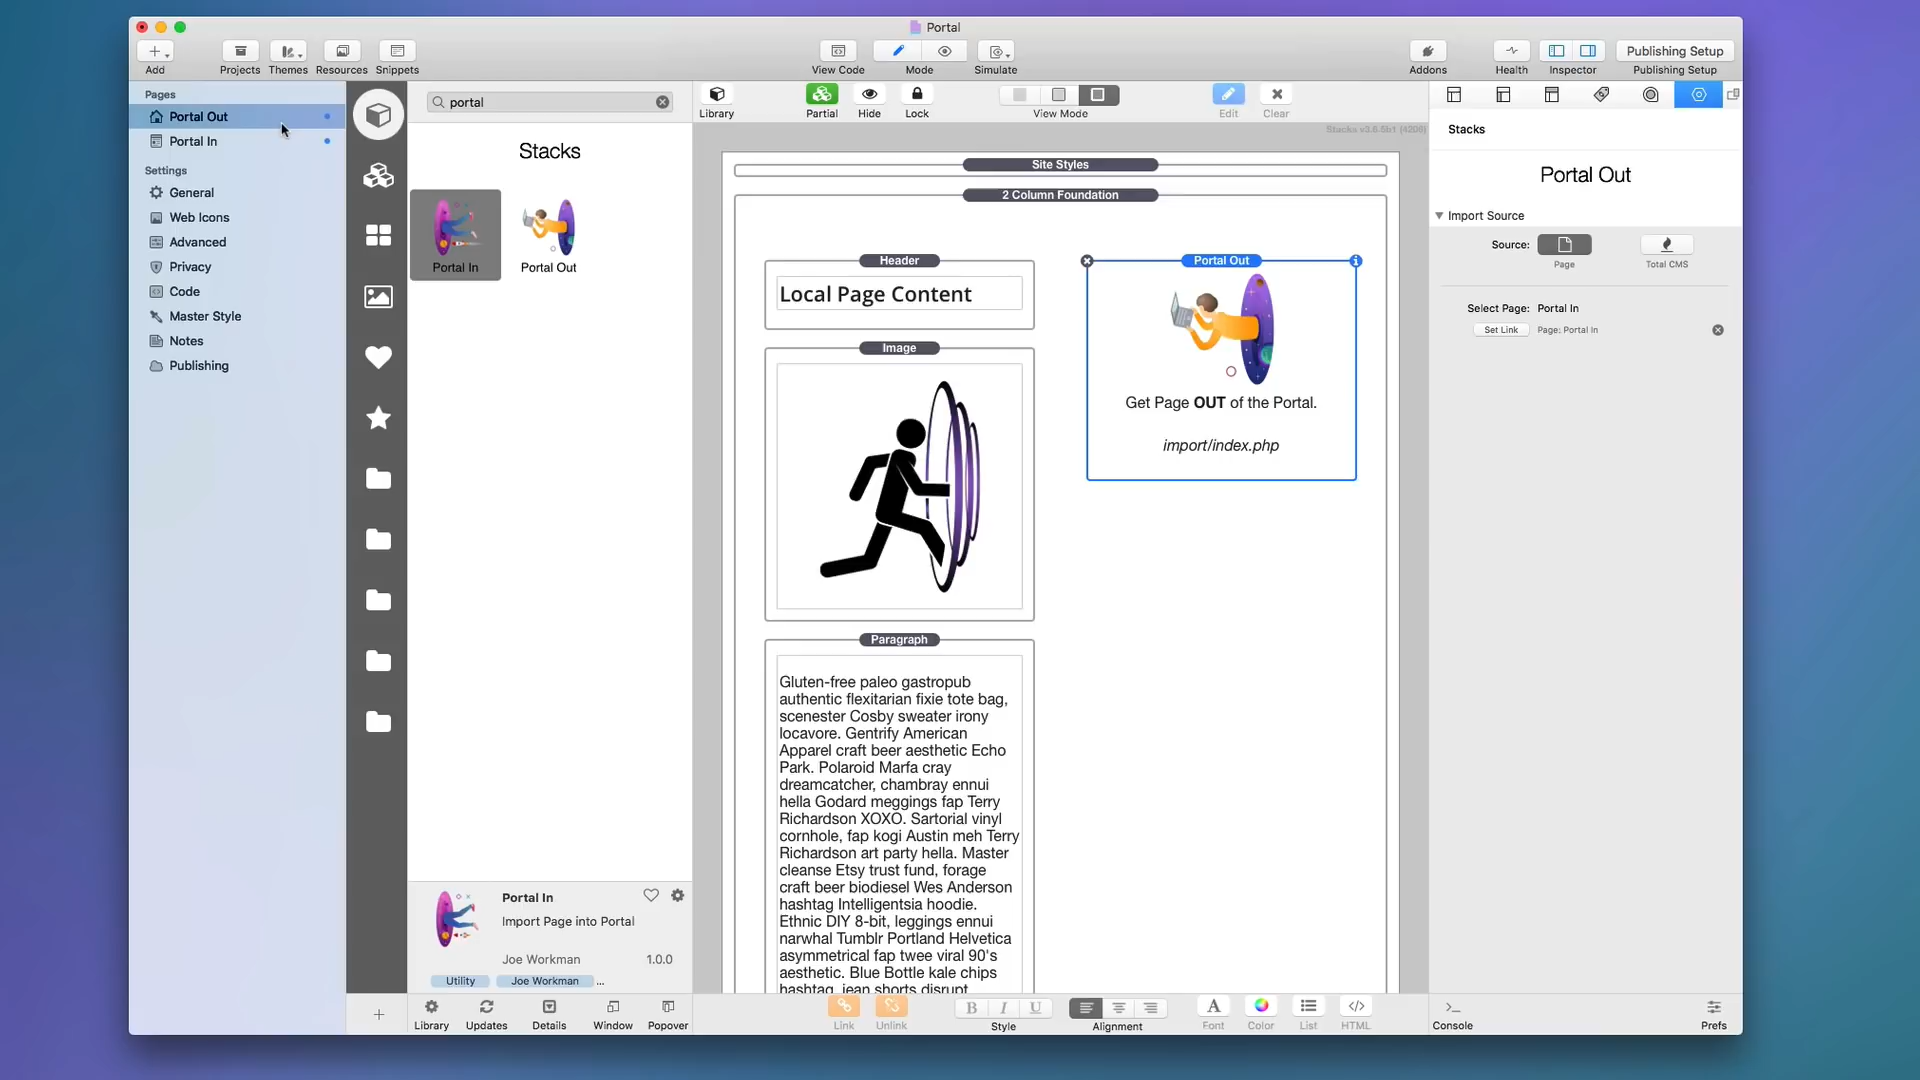 Portal
Add
Projects
Themes
Resources
Snippets
View Code
Mode
Simulate
Addons
Health
Inspector
Publishing Setup
Publishing Setup
Pages
Portal Out
Portal In
Settings
General
Web Icons
Advanced
Privacy
Code
Master Style
Notes
Publishing
portal
Stacks
Portal In
Portal Out
Portal In
Import Page into Portal
Joe Workman
1.0.0
Utility
Joe Workman
...
Library
Updates
Details
Window
Popover
Library
Partial
Hide
Lock
View Mode
Edit
Clear
Stacks v3.6.5b1 (4206)
Site Styles
2 Column Foundation
Header
Local Page Content
Image
Paragraph
Gluten-free paleo gastropub
authentic flexitarian fixie tote bag,
scenester Cosby sweater irony
locavore. Gentrify American
Apparel craft beer aesthetic Echo
Park. Polaroid Marfa cray
dreamcatcher, chambray ennui
hella Godard meggings fap Terry
Richardson XOXO. Sartorial vinyl
cornhole, fap kogi Austin meh Terry
Richardson art party hella. Master
cleanse Etsy trust fund, forage
craft beer biodiesel Wes Anderson
hashtag Intelligentsia hoodie.
Ethnic DIY 8-bit, leggings ennui
narwhal Tumblr Portland Helvetica
asymmetrical fap twee viral 90's
aesthetic. Blue Bottle kale chips
hashtag, jean shorts disrupt
Portal Out
Get Page OUT of the Portal.
import/index.php
Link
Unlink
B I U
Style
Alignment
Font
Color
List
HTML
Stacks
Portal Out
Import Source
Source:
Page
Total CMS
Select Page: Portal In
Set Link
Page: Portal In
Console
Prefs